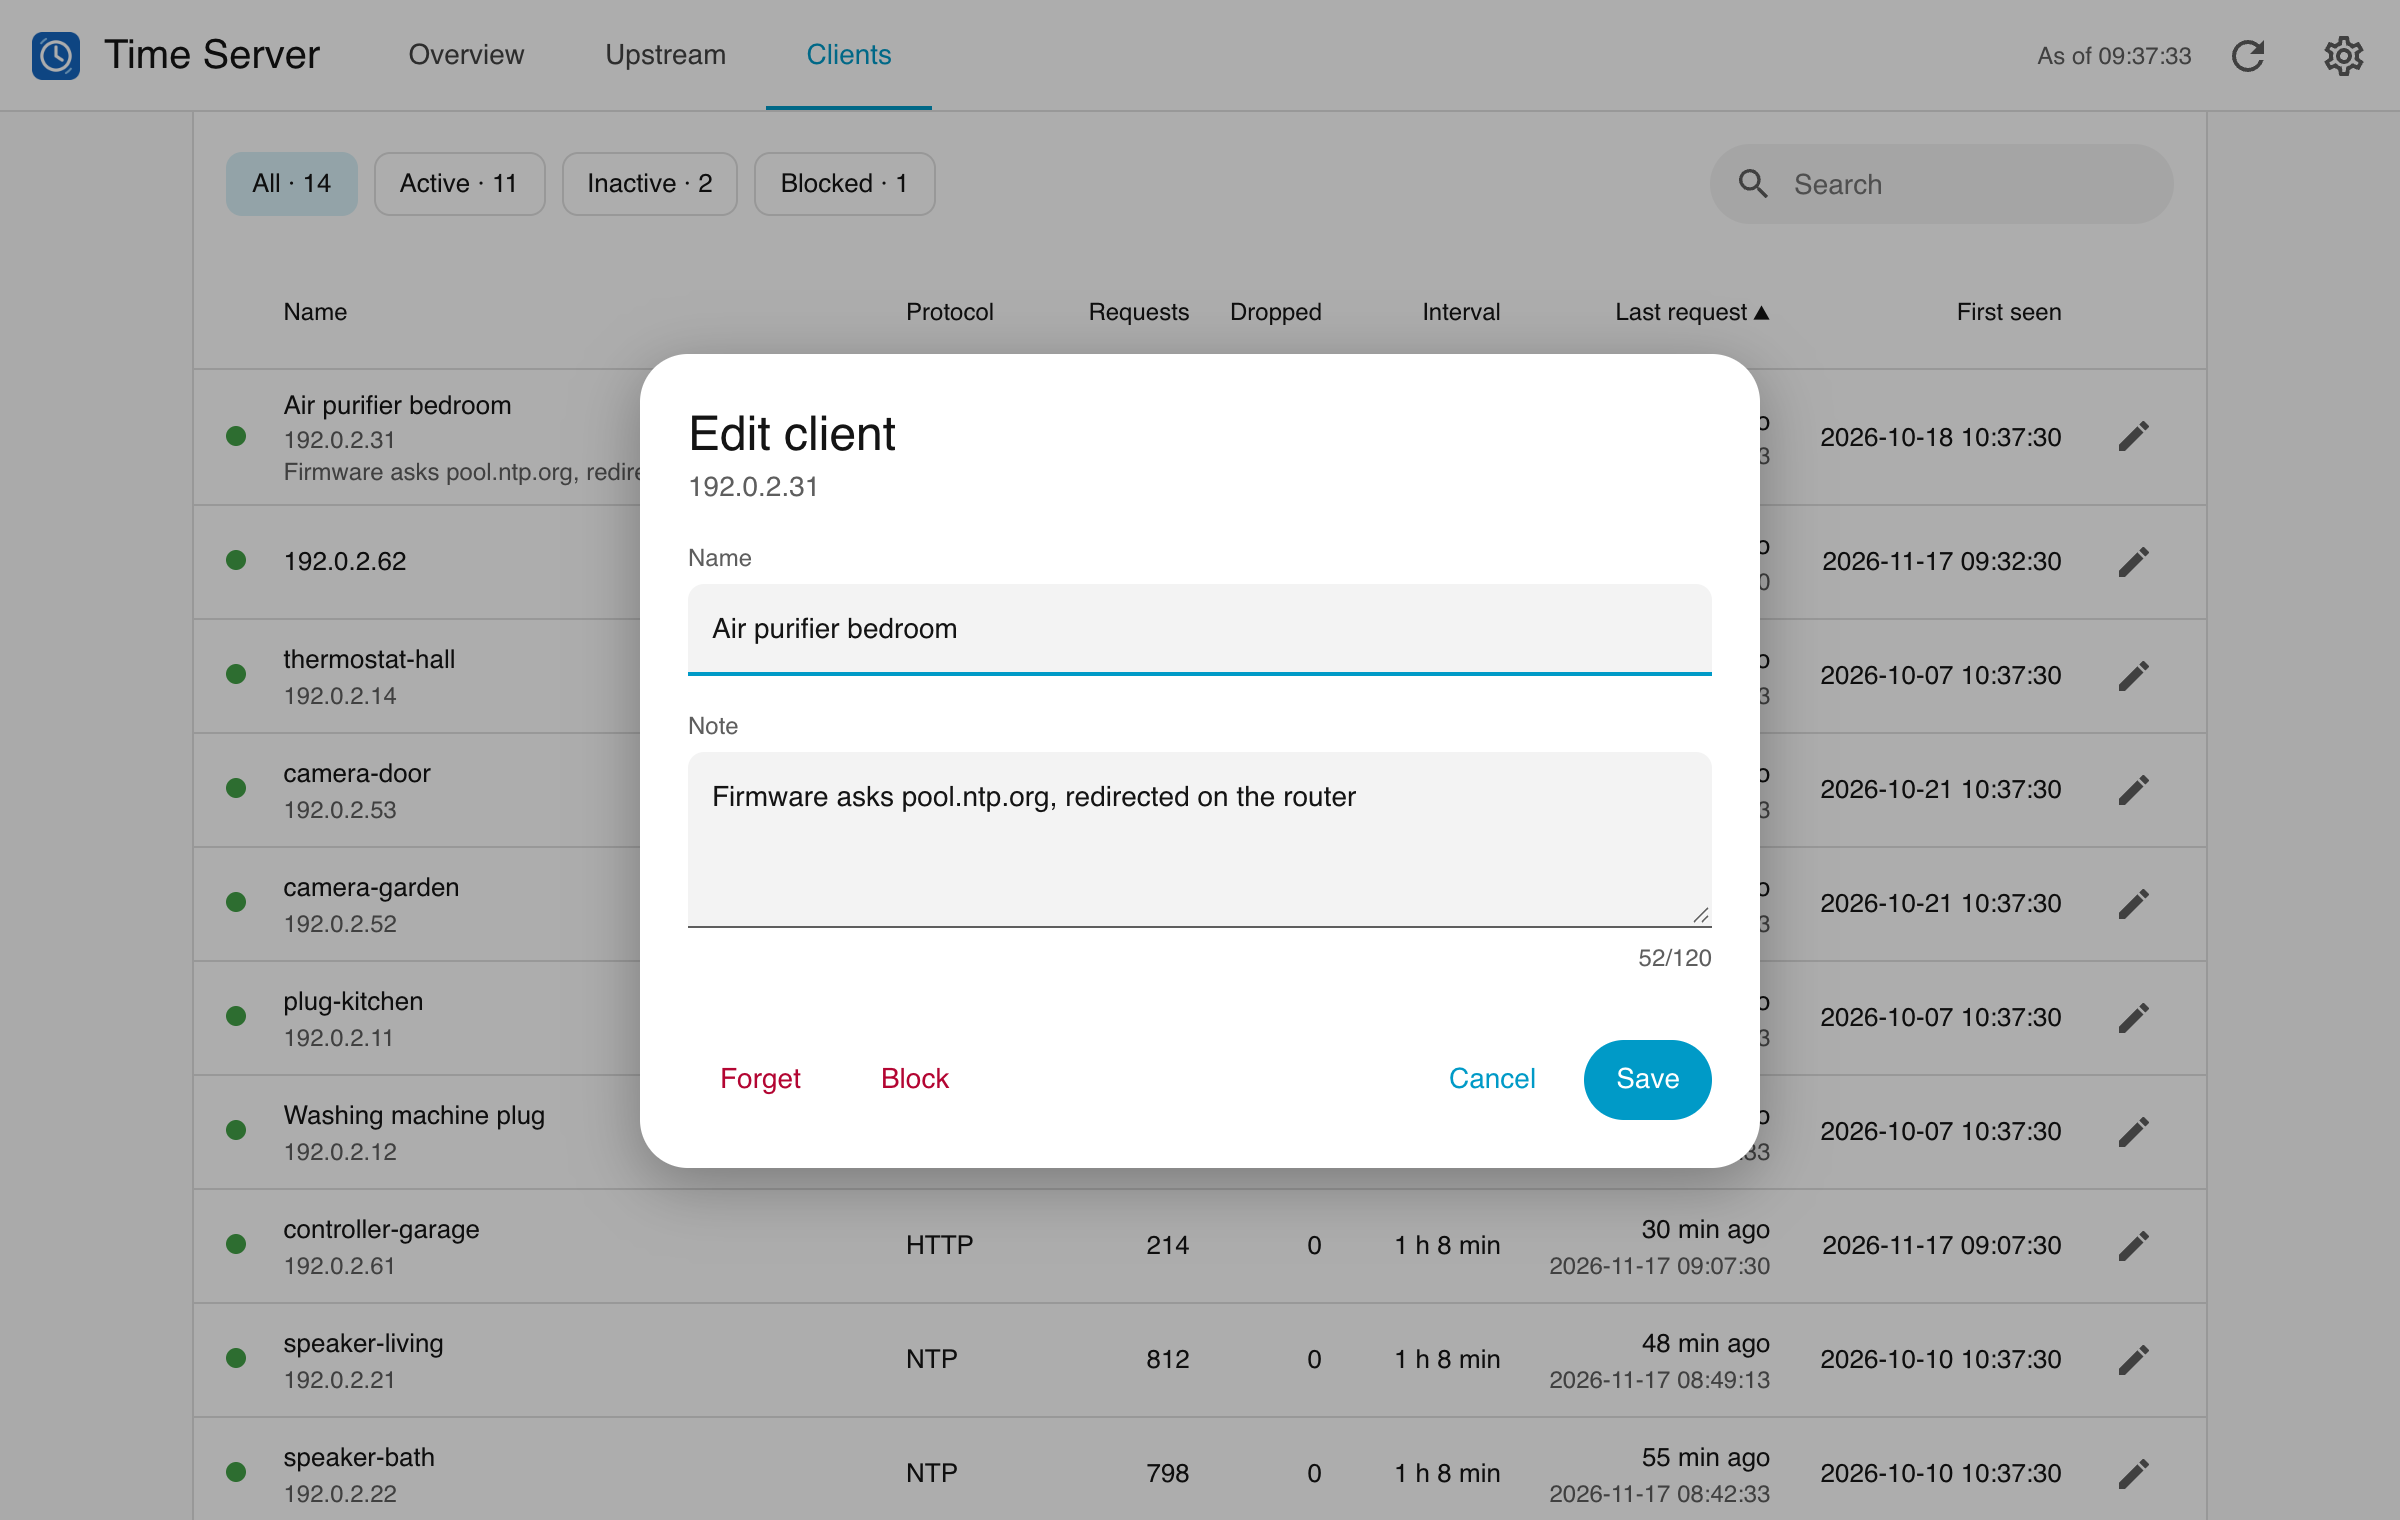 Time Server
Overview
Upstream
Clients
As of 09:37:33
All · 14
Active · 11
Inactive · 2
Blocked · 1
Search
Name
Protocol
Requests
Dropped
Interval
Last request ▲
First seen
Air purifier bedroom
192.0.2.31
Firmware asks pool.ntp.org,
2026-10-18 10:37:30
192.0.2.62
2026-11-17 09:32:30
thermostat-hall
192.0.2.14
2026-10-07 10:37:30
camera-door
192.0.2.53
2026-10-21 10:37:30
camera-garden
192.0.2.52
2026-10-21 10:37:30
plug-kitchen
192.0.2.11
2026-10-07 10:37:30
Washing machine plug
192.0.2.12
2026-10-07 10:37:30
controller-garage
192.0.2.61
HTTP
214
0
1 h 8 min
30 min ago
2026-11-17 09:07:30
2026-11-17 09:07:30
speaker-living
192.0.2.21
NTP
812
0
1 h 8 min
48 min ago
2026-11-17 08:49:13
2026-10-10 10:37:30
speaker-bath
192.0.2.22
NTP
798
0
1 h 8 min
55 min ago
2026-11-17 08:42:33
2026-10-10 10:37:30
Edit client
192.0.2.31
Name
Air purifier bedroom
Note
Firmware asks pool.ntp.org, redirected on the router
52/120
Forget
Block
Cancel
Save